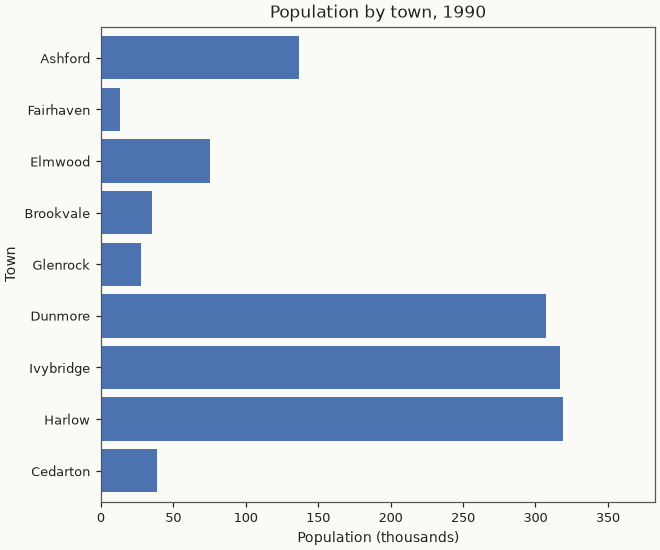 Population by town, 1990
Town
Ashford
Fairhaven
Elmwood
Brookvale
Glenrock
Dunmore
Ivybridge
Harlow
Cedarton
0 50 100 150 200 250 300 350
Population (thousands)